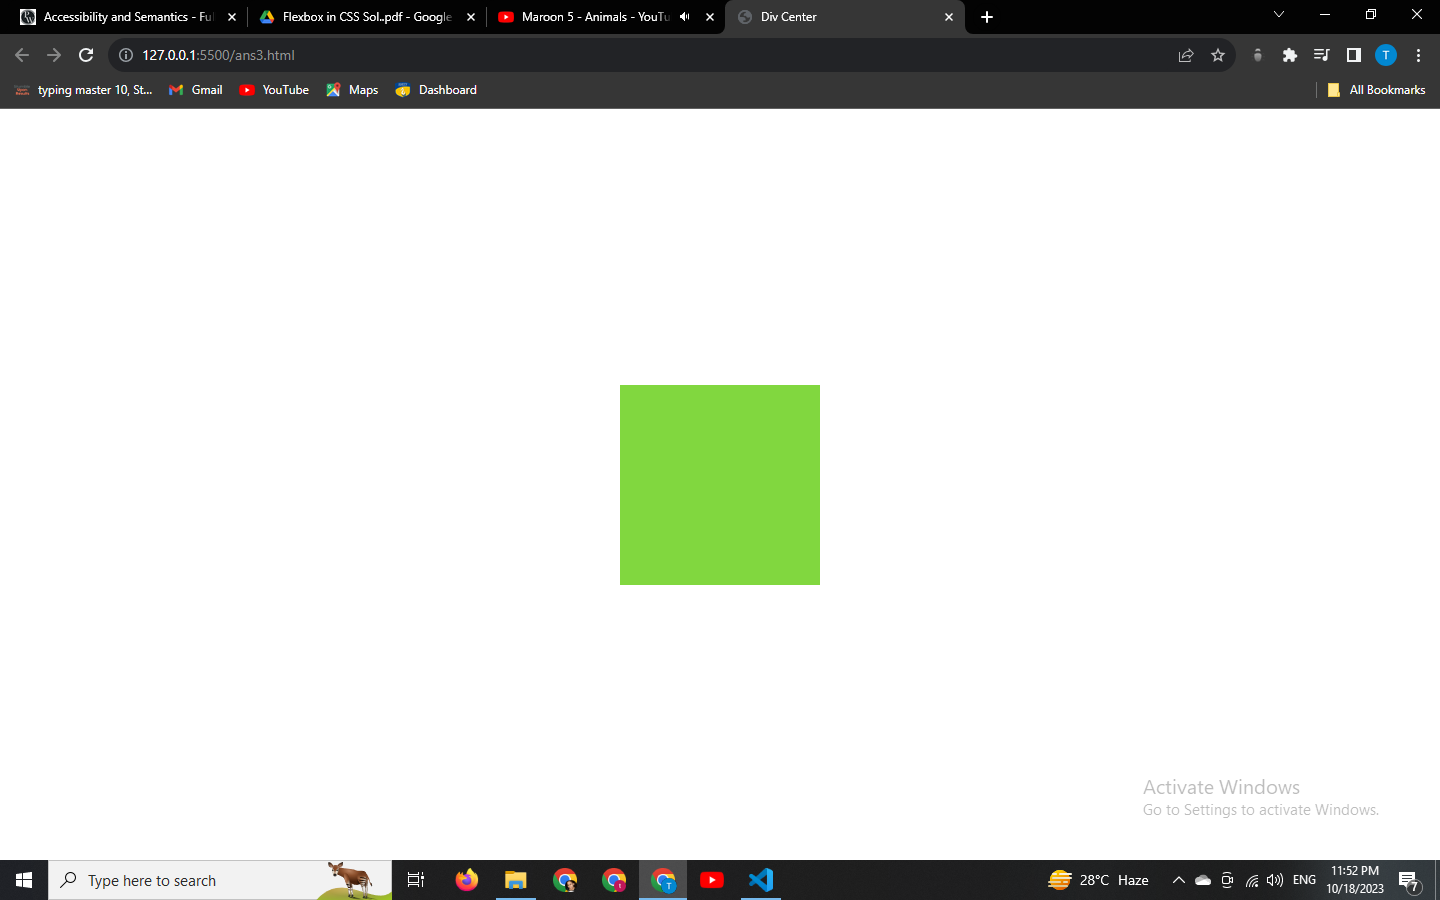 Accessibility and Semantics - Ful
Flexbox in CSS Sol..pdf - Google
Maroon 5 - Animals - YouTu
Div Center
127.0.0.1:5500/ans3.html
T
typing master 10, St...
Gmail
YouTube
Maps
Dashboard
All Bookmarks
Activate Windows
Go to Settings to activate Windows.
Type here to search
T
28°C Haze
ENG
11:52 PM
10/18/2023
7